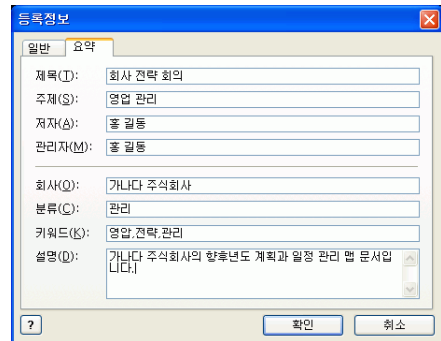 등록정보
일반 요약
제목(T): 회사 전략 회의
주제(S): 영업 관리
저자(A): 홍 길동
관리자(M): 홍 길동
회사(O): 가나다 주식회사
분류(C): 관리
키워드(K): 영압,전략,관리
설명(D): 가나다 주식회사의 향후년도 계획과 일정 관리 맵 문서입
니다.
? 확인 취소